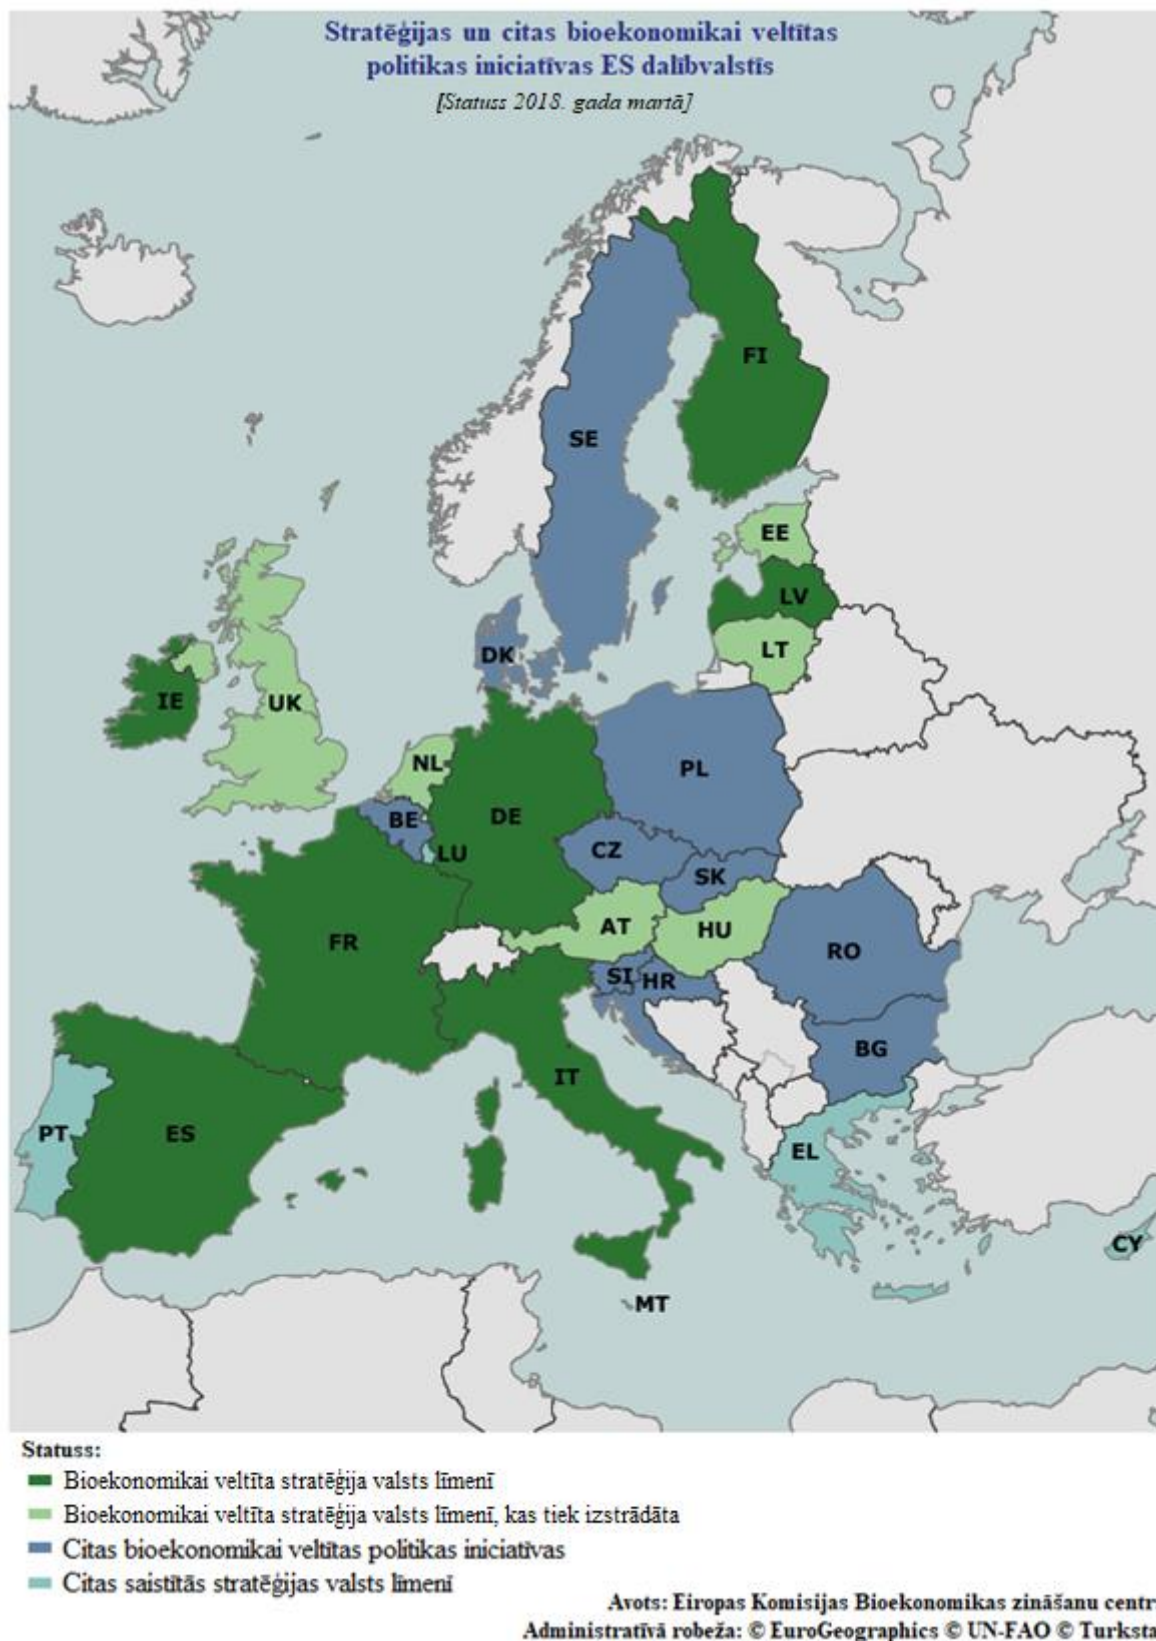 Stratēģijas un citas bioekonomikai veltītas
politikas iniciatīvas ES dalībvalstīs
[Statuss 2018. gada martā]
FI
SE
EE
LV
LT
DK
IE
UK
NL
PL
BE
DE
LU
CZ
SK
AT
HU
FR
RO
SI
HR
BG
IT
PT
ES
EL
CY
MT
Statuss:
Bioekonomikai veltīta stratēģija valsts līmenī
Bioekonomikai veltīta stratēģija valsts līmenī, kas tiek izstrādāta
Citas bioekonomikai veltītas politikas iniciatīvas
Citas saistītās stratēģijas valsts līmenī
Avots: Eiropas Komisijas Bioekonomikas zināšanu centr
Administratīvā robeža: © EuroGeographics © UN-FAO © Turksta